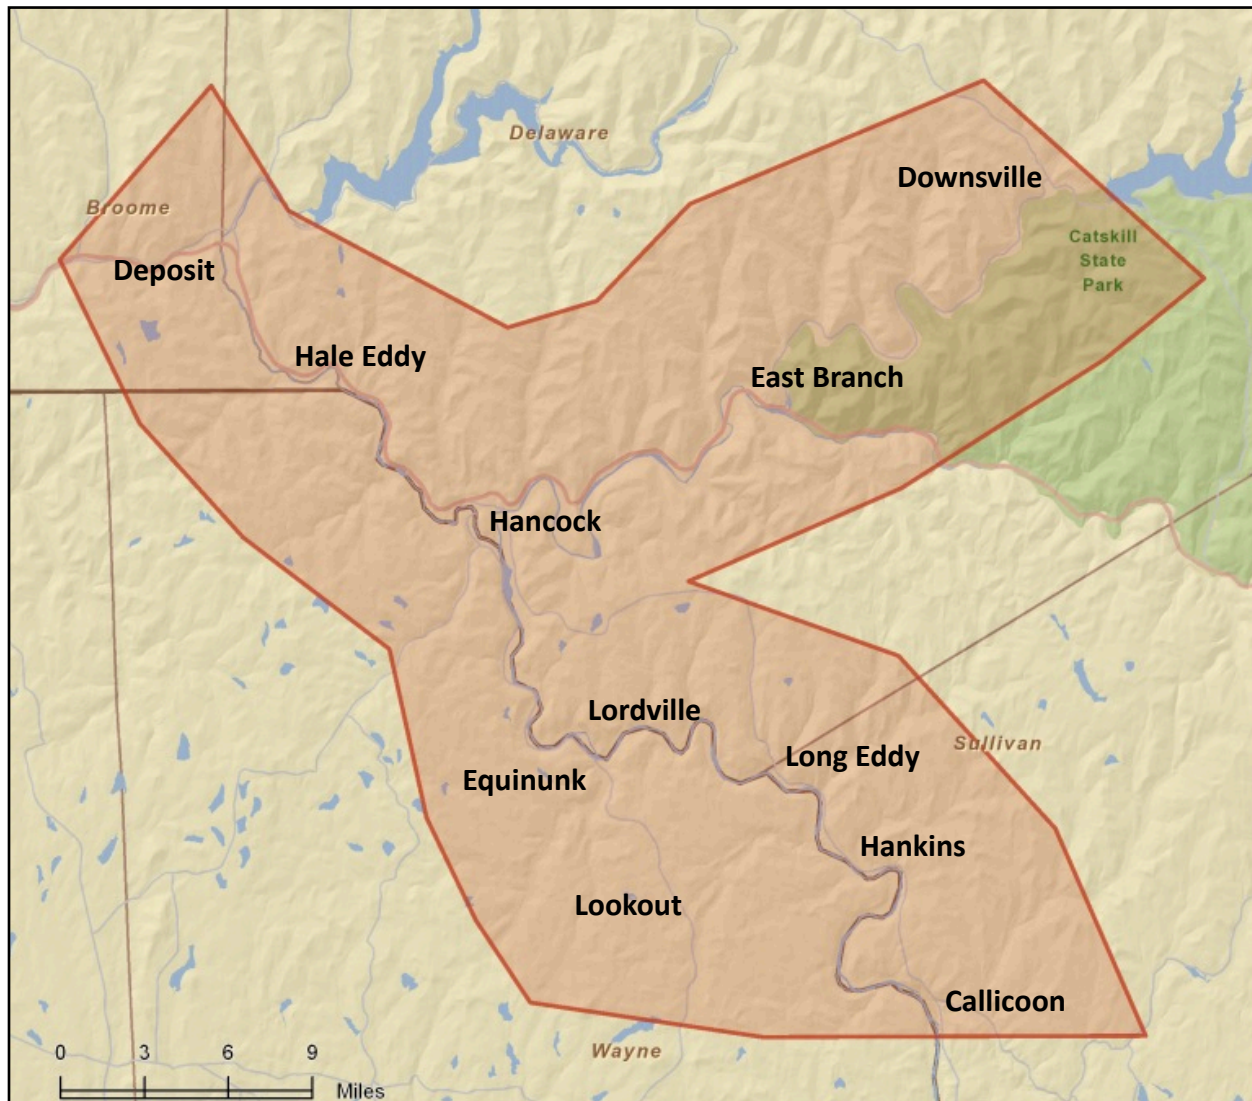 Delaware
Downsville
Broome
Catskill
State
Park
Deposit
Hale Eddy
East Branch
Hancock
Lordville
Sullivan
Long Eddy
Equinunk
Hankins
Lookout
Callicoon
Wayne
0 3 6 9
Miles